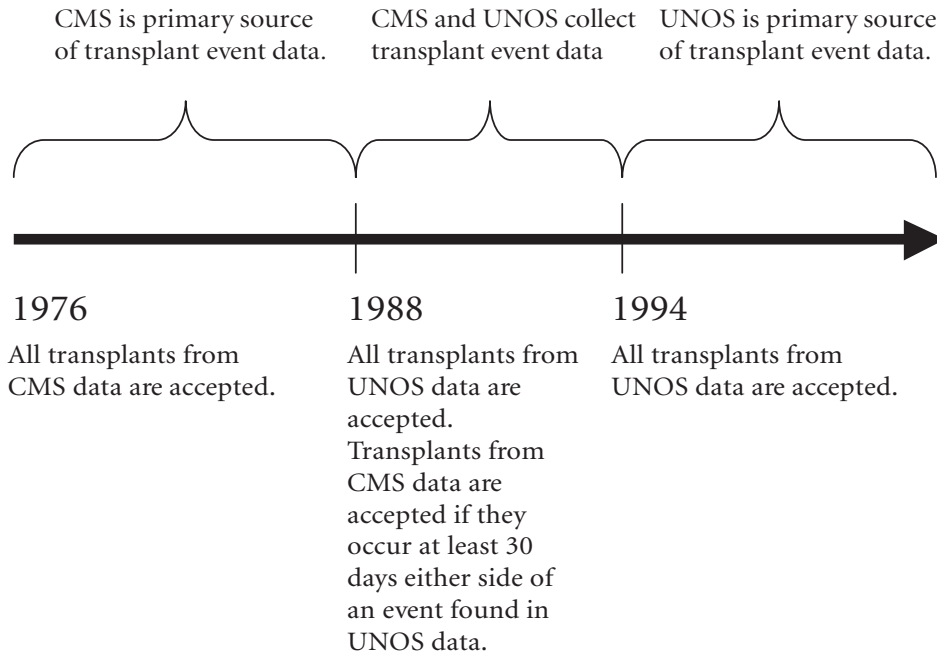 CMS is primary source
of transplant event data.
CMS and UNOS collect
transplant event data
UNOS is primary source
of transplant event data.
1976
All transplants from
CMS data are accepted.
1988
All transplants from
UNOS data are
accepted.
Transplants from
CMS data are
accepted if they
occur at least 30
days either side of
an event found in
UNOS data.
1994
All transplants from
UNOS data are accepted.